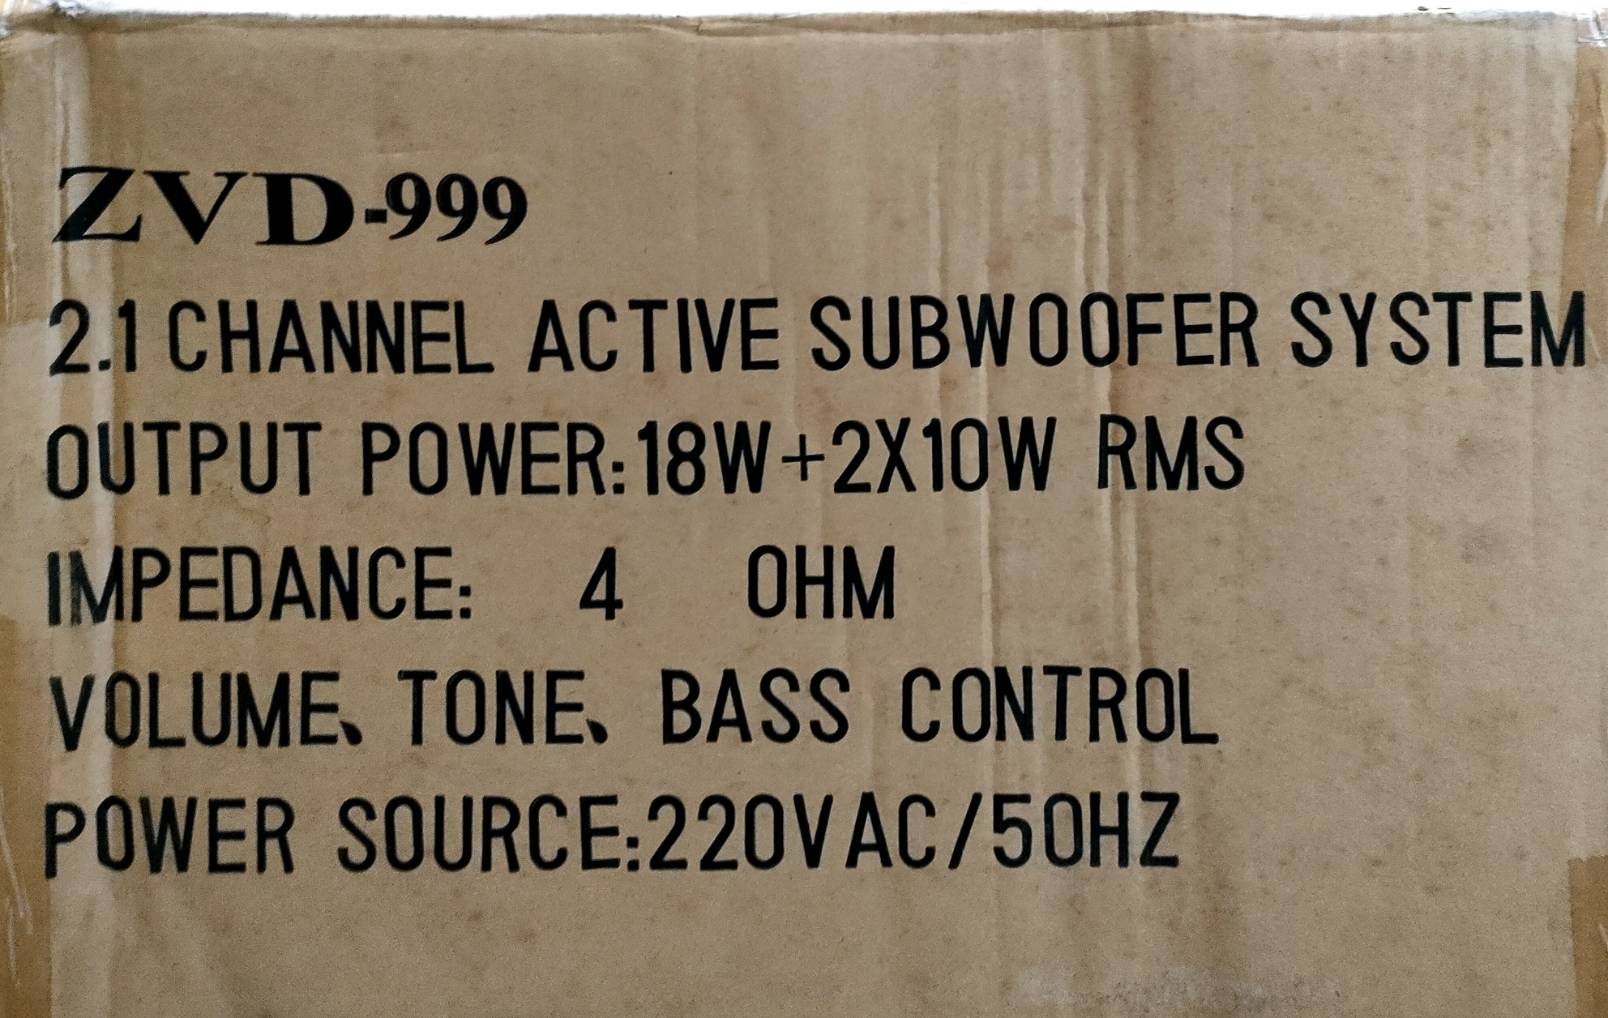 ZVD-999
2.1 CHANNEL ACTIVE SUBWOOFER SYSTEM
OUTPUT POWER:18W+2X10W RMS
IMPEDANCE: 4 OHM
VOLUME、TONE、BASS CONTROL
POWER SOURCE:220VAC/50HZ